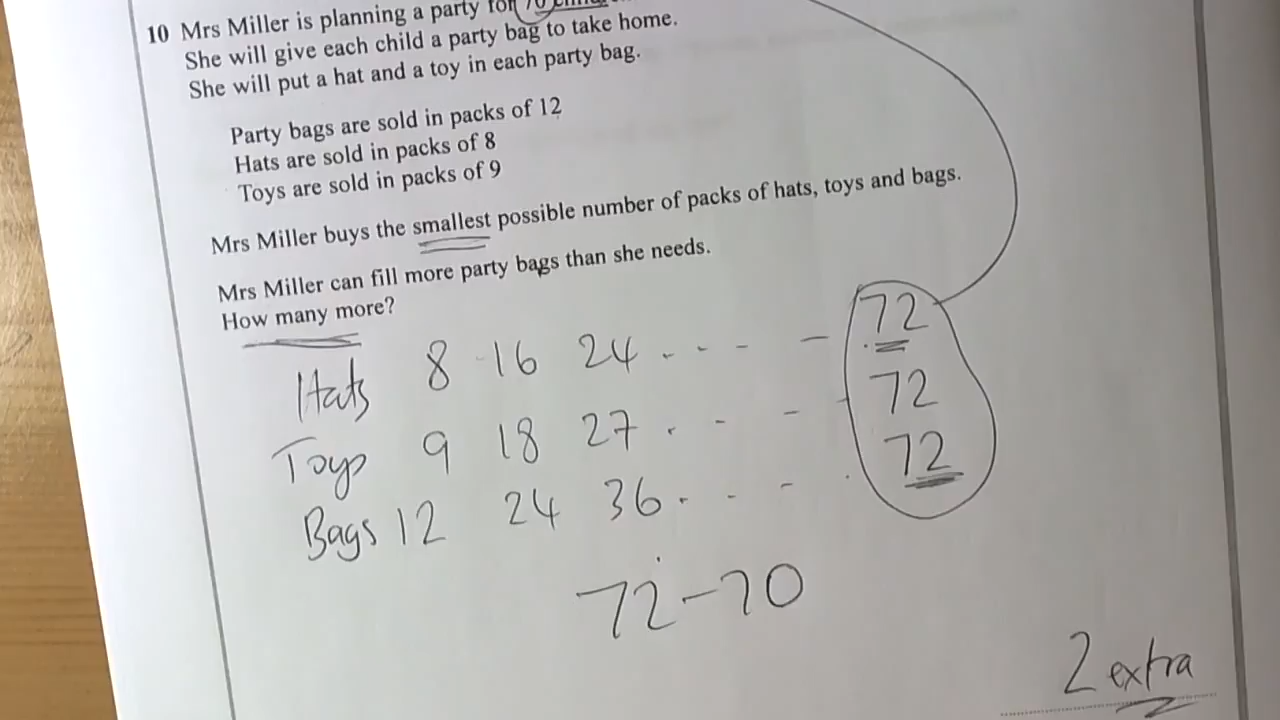 10 Mrs Miller is planning a party for 70
She will give each child a party bag to take home.
She will put a hat and a toy in each party bag.
Party bags are sold in packs of 12
Hats are sold in packs of 8
Toys are sold in packs of 9
Mrs Miller buys the smallest possible number of packs of hats, toys and bags.
Mrs Miller can fill more party bags than she needs.
How many more?
Hats 8 16 24 . - - - - 72
Toys 9 18 27 . - - - 72
Bags 12 24 36 . - - . 72
72-70
2 extra